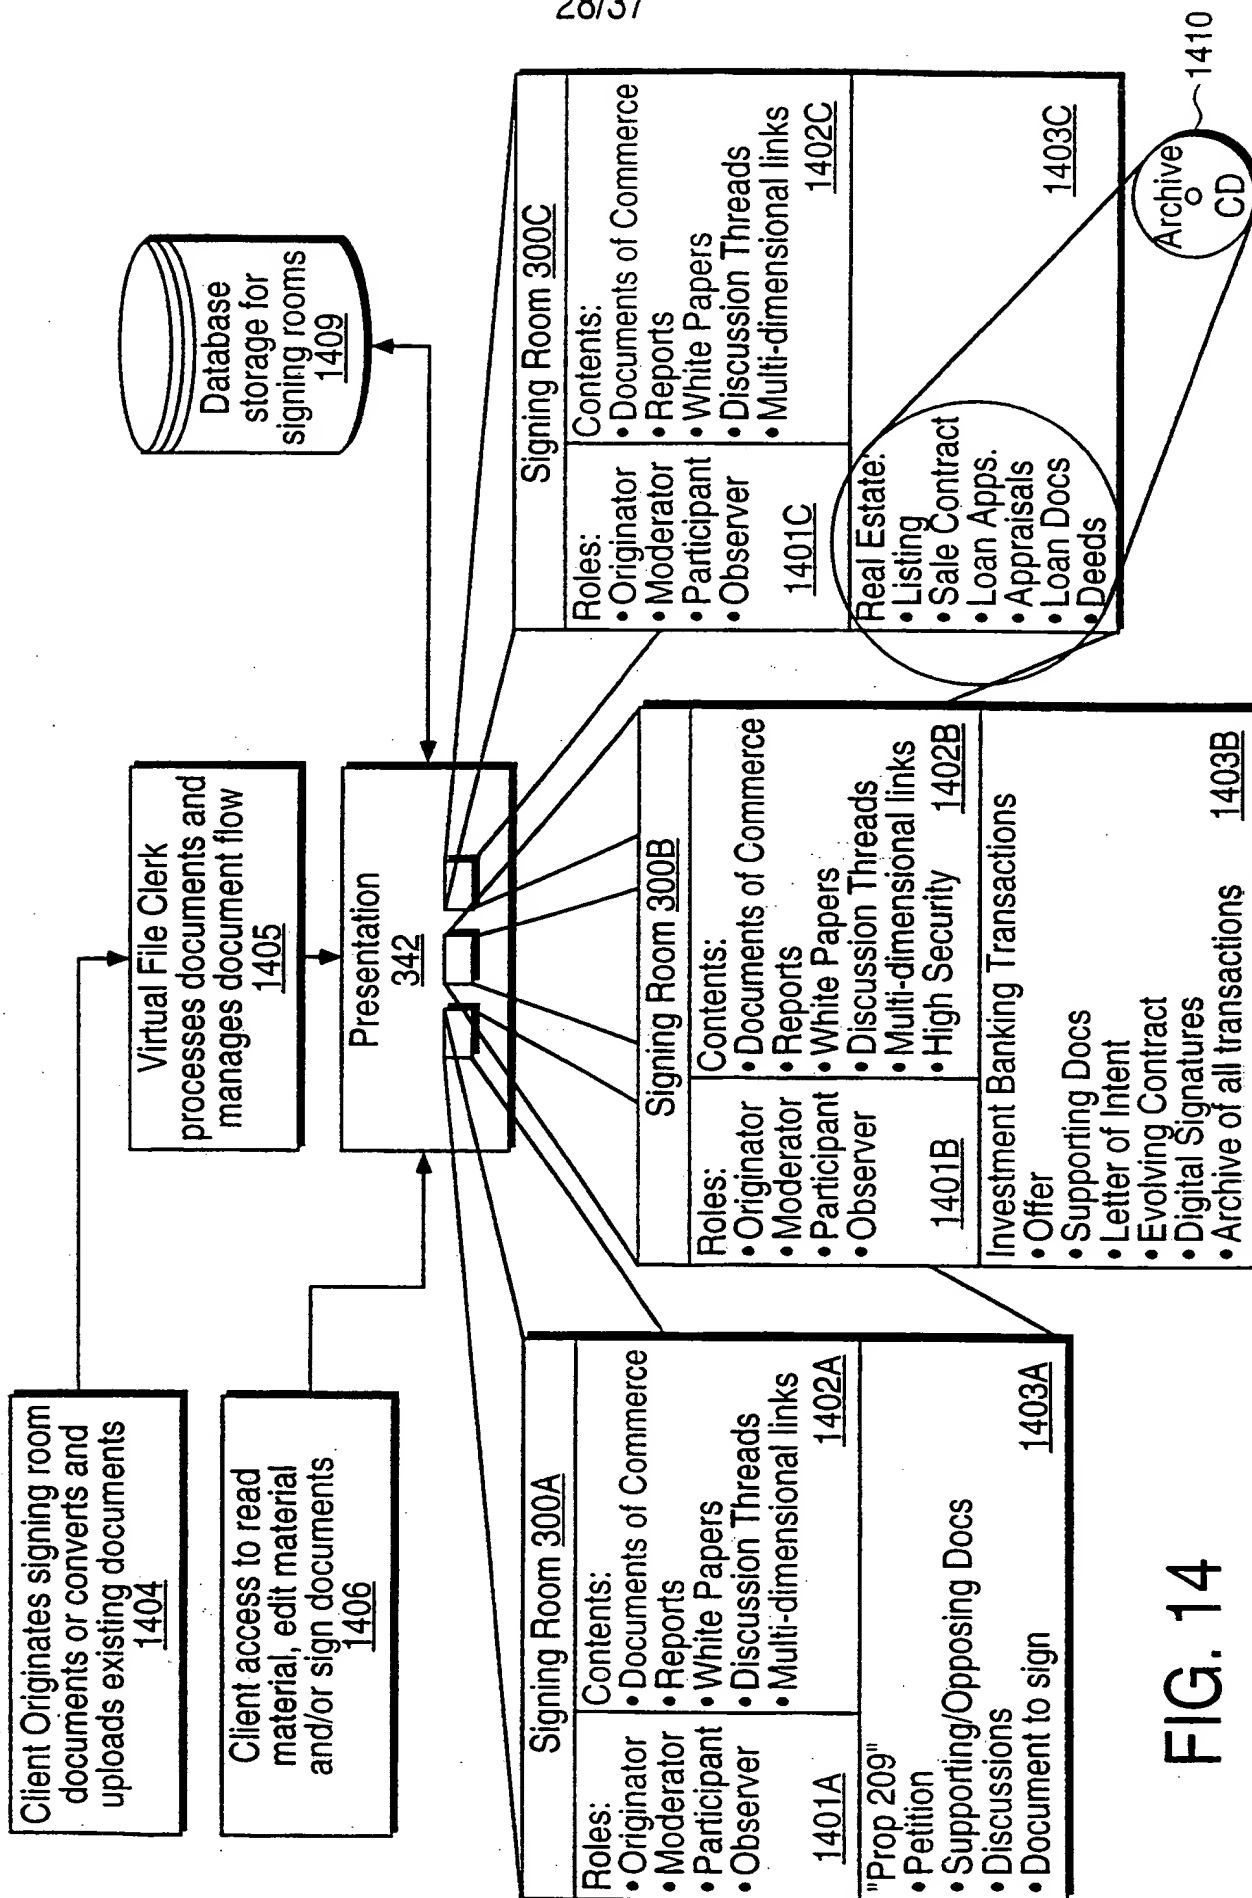 28/37
Client Originates signing room
documents or converts and
uploads existing documents
1404
Client access to read
material, edit material
and/or sign documents
1406
Virtual File Clerk
processes documents and
manages document flow
1405
Presentation
342
Database
storage for
signing rooms
1409
Signing Room 300A
Roles:
• Originator
• Moderator
• Participant
• Observer
1401A
Contents:
• Documents of Commerce
• Reports
• White Papers
• Discussion Threads
• Multi-dimensional links
1402A
"Prop 209"
• Petition
• Supporting/Opposing Docs
• Discussions
• Document to sign
1403A
Signing Room 300B
Roles:
• Originator
• Moderator
• Participant
• Observer
1401B
Contents:
• Documents of Commerce
• Reports
• White Papers
• Discussion Threads
• Multi-dimensional links
• High Security
1402B
Investment Banking Transactions
• Offer
• Supporting Docs
• Letter of Intent
• Evolving Contract
• Digital Signatures
• Archive of all transactions
1403B
Signing Room 300C
Roles:
• Originator
• Moderator
• Participant
• Observer
1401C
Contents:
• Documents of Commerce
• Reports
• White Papers
• Discussion Threads
• Multi-dimensional links
1402C
Real Estate:
• Listing
• Sale Contract
• Loan Apps.
• Appraisals
• Loan Docs
• Deeds
1403C
Archive
CD
1410
FIG. 14